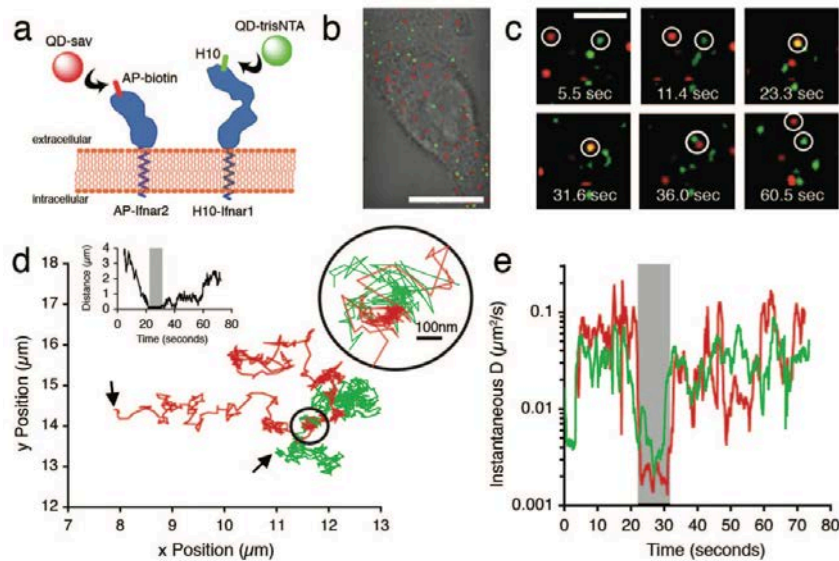 a
QD-sav
QD-trisNTA
H10
AP-biotin
extracellular
intracellular
AP-Ifnar2
H10-Ifnar1
b
c
5.5 sec
11.4 sec
23.3 sec
31.6 sec
36.0 sec
60.5 sec
d
18
17
16
15
14
13
12
y Position (µm)
7 8 9 10 11 12 13
x Position (µm)
4
3
2
1
0
Distance (µm)
0 20 40 60 80
Time (seconds)
100nm
e
0.1
0.01
0.001
Instantaneous D (µm²/s)
0 10 20 30 40 50 60 70 80
Time (seconds)